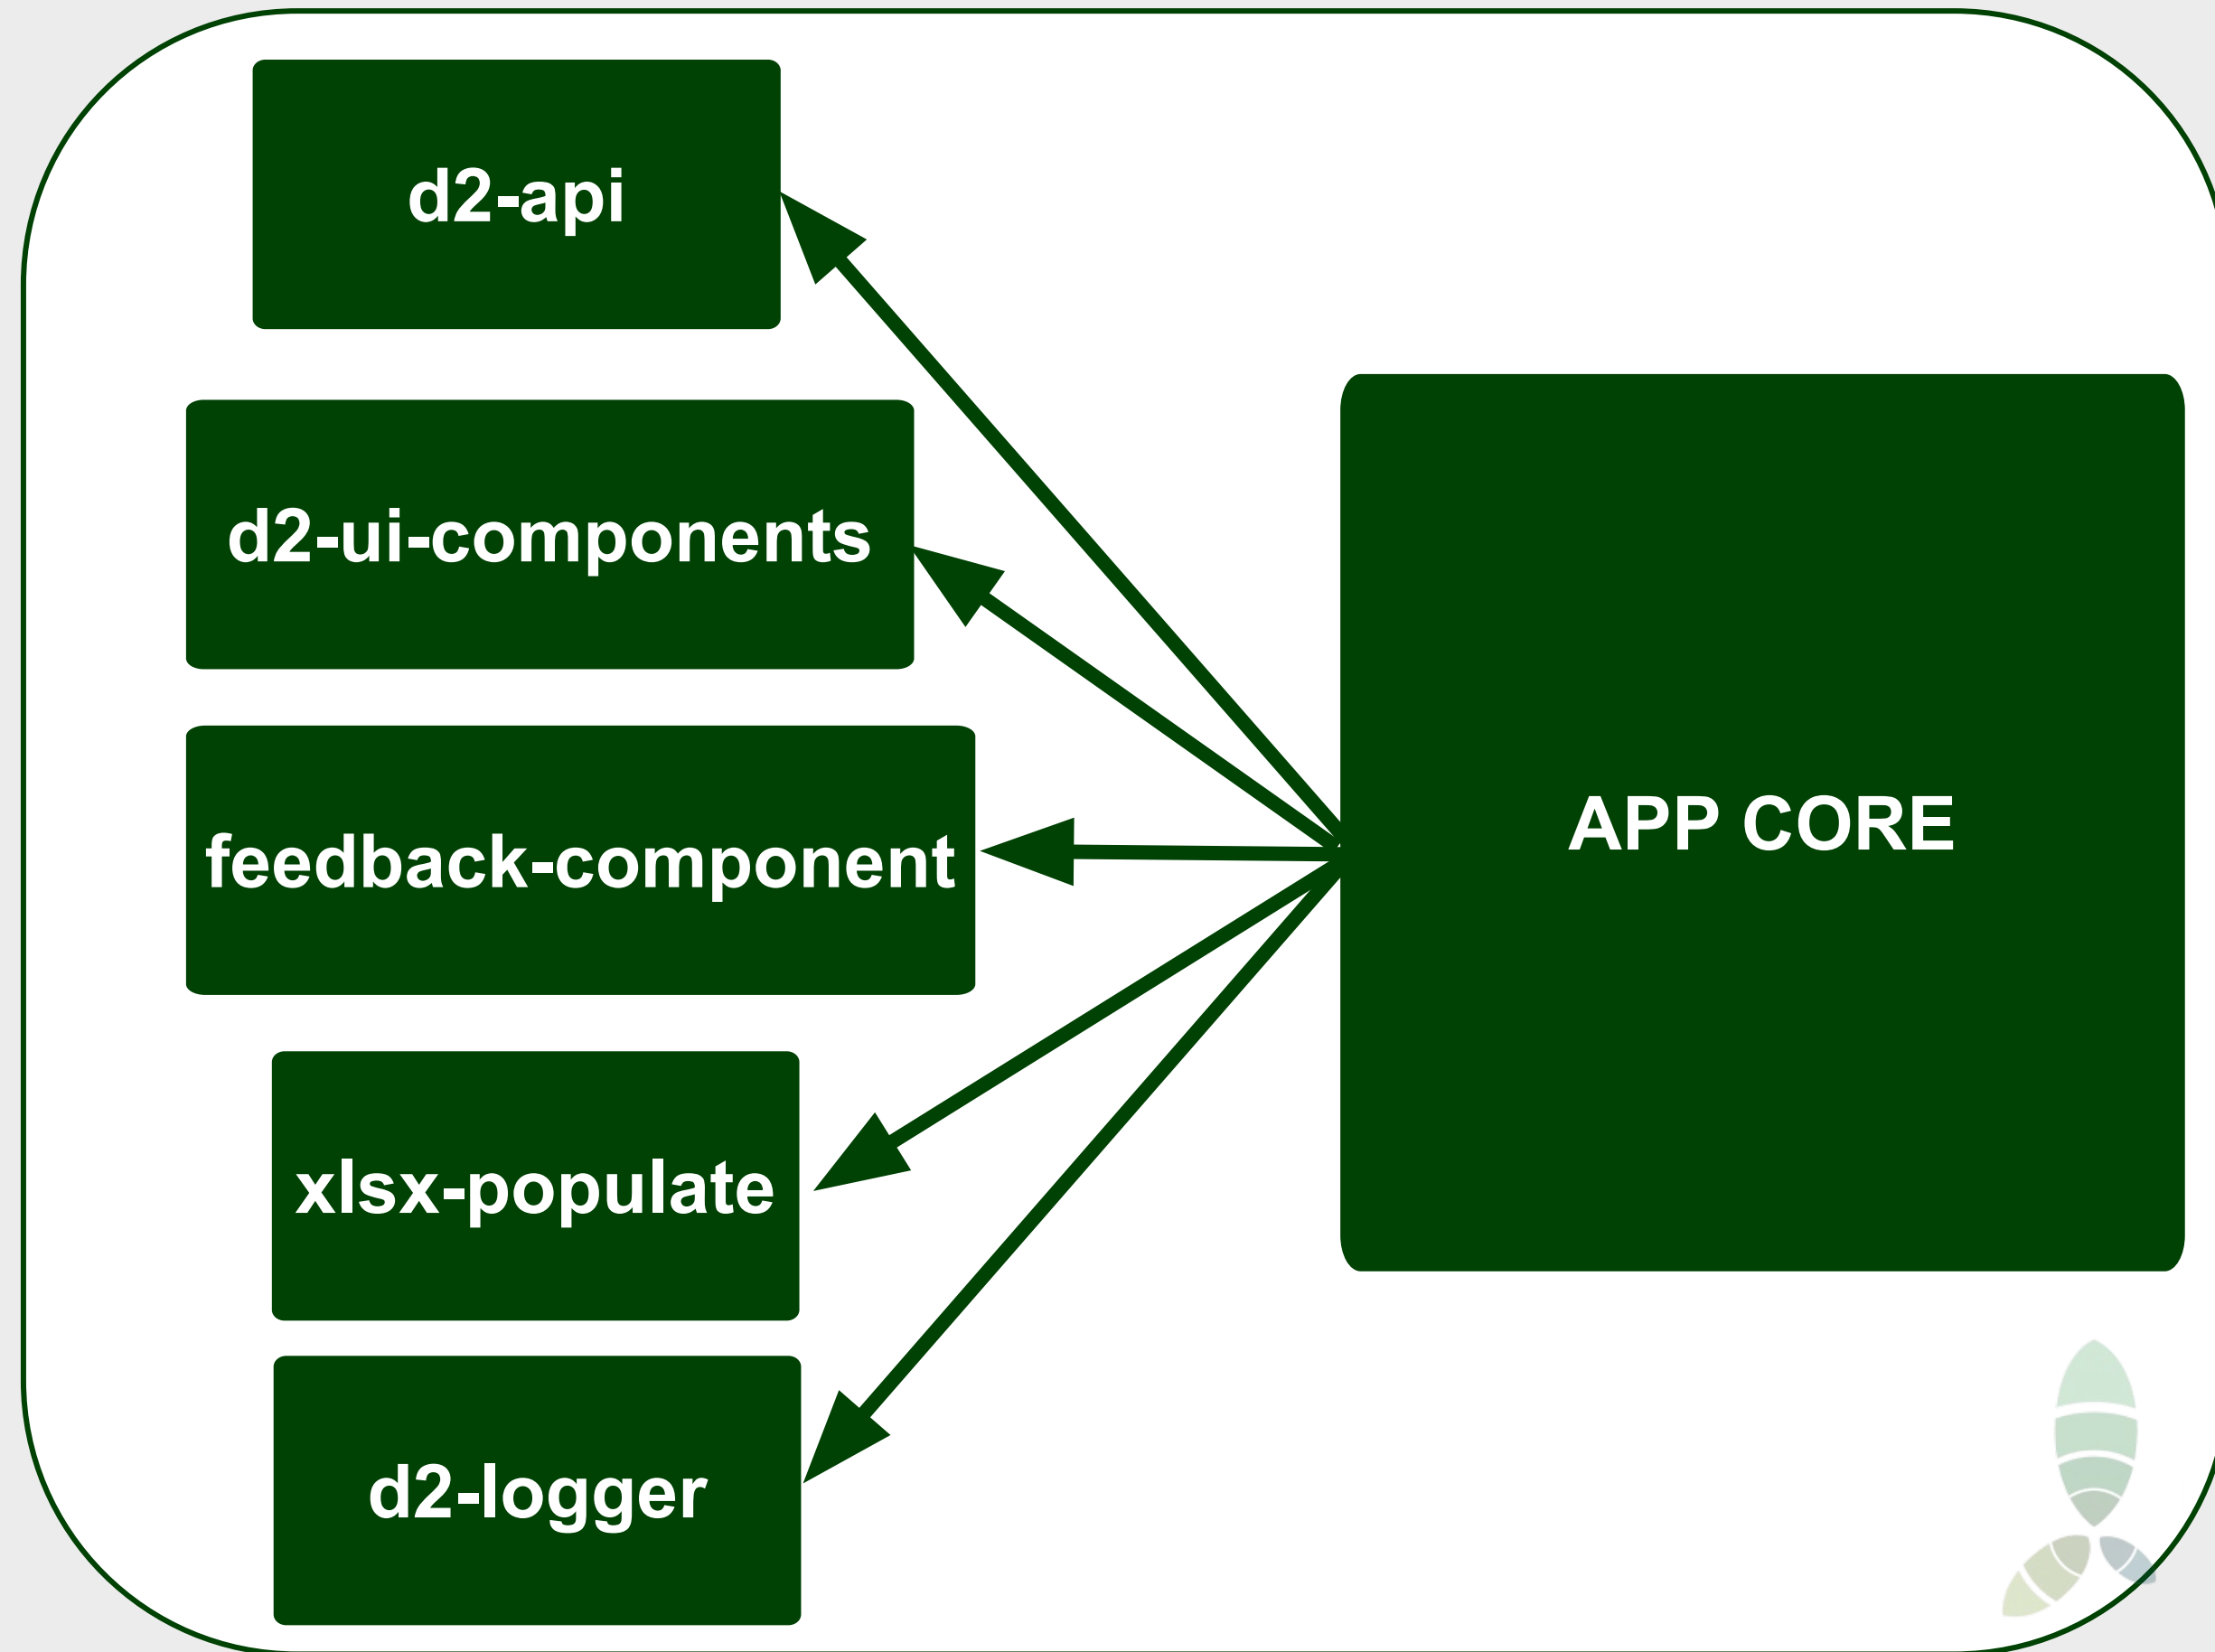 d2-api
d2-ui-components
feedback-component
APP CORE
xlsx-populate
d2-logger